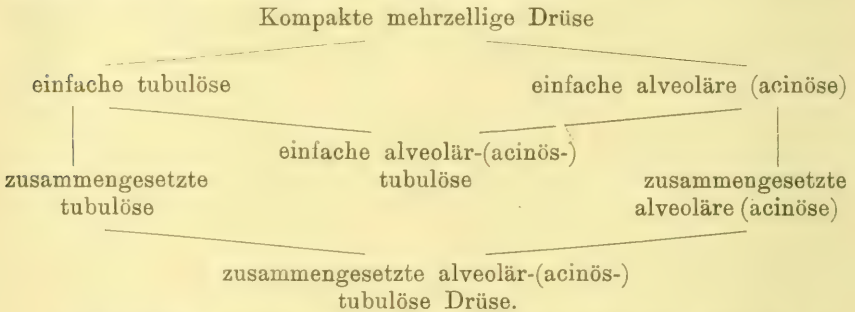 Kompakte mehrzellige Drüse
einfache tubulöse einfache alveoläre (acinöse)
einfache alveolär-(acinös-)
tubulöse
zusammengesetzte zusammengesetzte
tubulöse alveoläre (acinöse)
zusammengesetzte alveolär-(acinös-)
tubulöse Drüse.